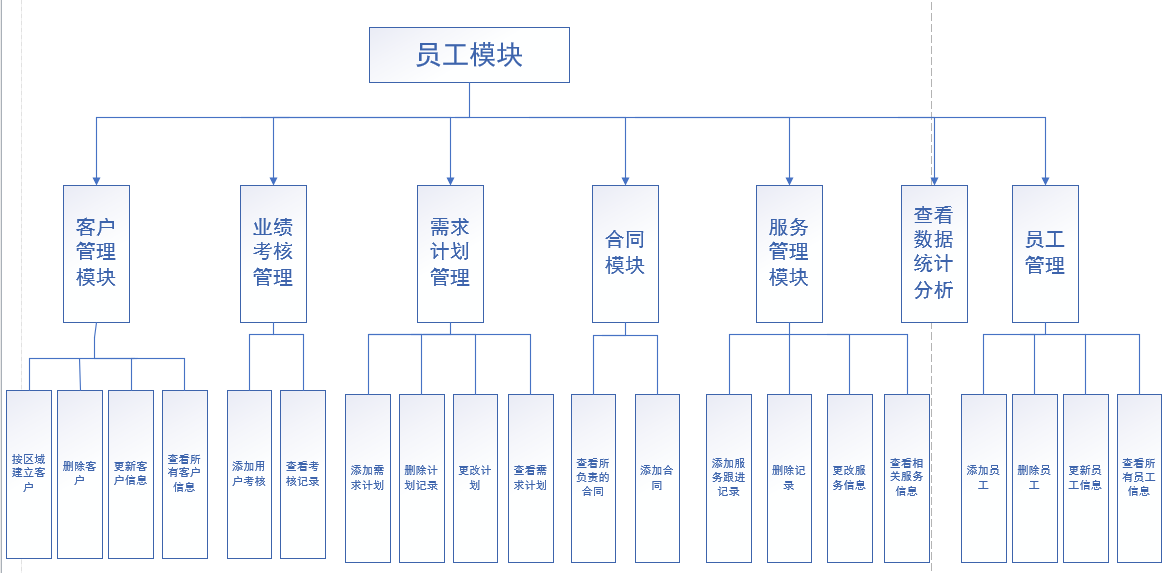 员工模块
客户
管理
模块
业绩
考核
管理
需求
计划
管理
合同
模块
服务
管理
模块
查看
数据
统计
分析
员工
管理
按区域
建立客
户
删除客
户
更新客
户信息
查看所
有客户
信息
添加用
户考核
查看考
核记录
添加需
求计划
删除计
划记录
更改计
划
查看需
求计划
查看所
负责的
合同
添加合
同
添加服
务跟进
记录
删除记
录
更改服
务信息
查看相
关服务
信息
添加员
工
删除员
工
更新员
工信息
查看所
有员工
信息